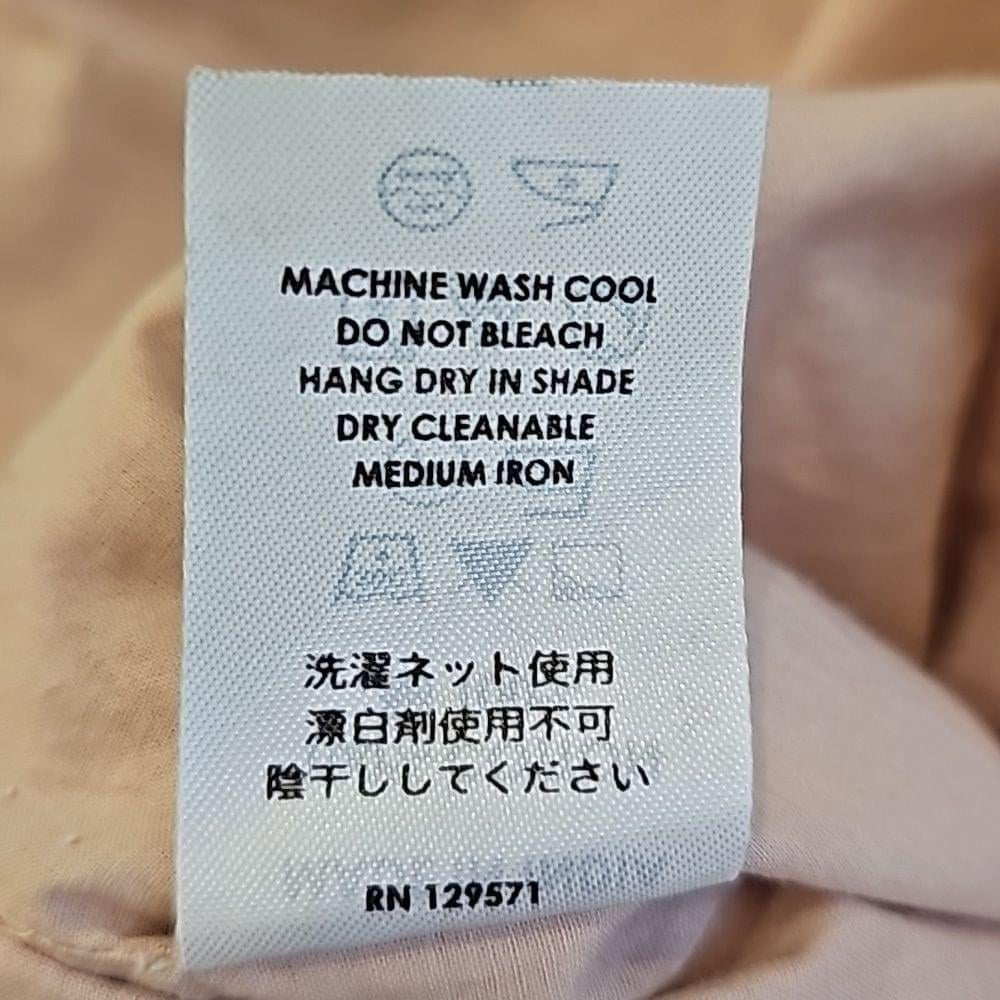 MACHINE WASH COOL
DO NOT BLEACH
HANG DRY IN SHADE
DRY CLEANABLE
MEDIUM IRON
洗濯ネット使用
漂白剤使用不可
陰干ししてください
RN 129571